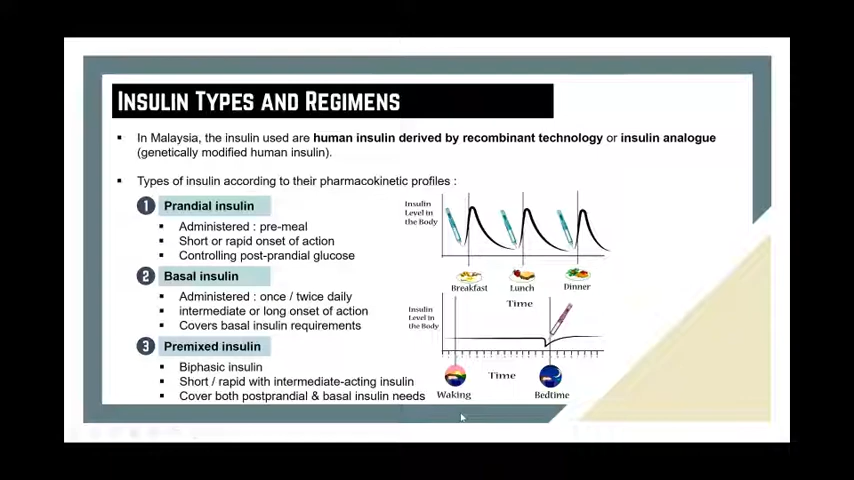 INSULIN TYPES AND REGIMENS
▪ In Malaysia, the insulin used are human insulin derived by recombinant technology or insulin analogue
(genetically modified human insulin).
▪ Types of insulin according to their pharmacokinetic profiles :
1 Prandial insulin
▪ Administered : pre-meal
▪ Short or rapid onset of action
▪ Controlling post-prandial glucose
2 Basal insulin
▪ Administered : once / twice daily
▪ intermediate or long onset of action
▪ Covers basal insulin requirements
3 Premixed insulin
▪ Biphasic insulin
▪ Short / rapid with intermediate-acting insulin
▪ Cover both postprandial & basal insulin needs
Insulin
Level in
the Body
Breakfast Lunch Dinner
Time
Insulin
Level in
the Body
Time
Waking Bedtime